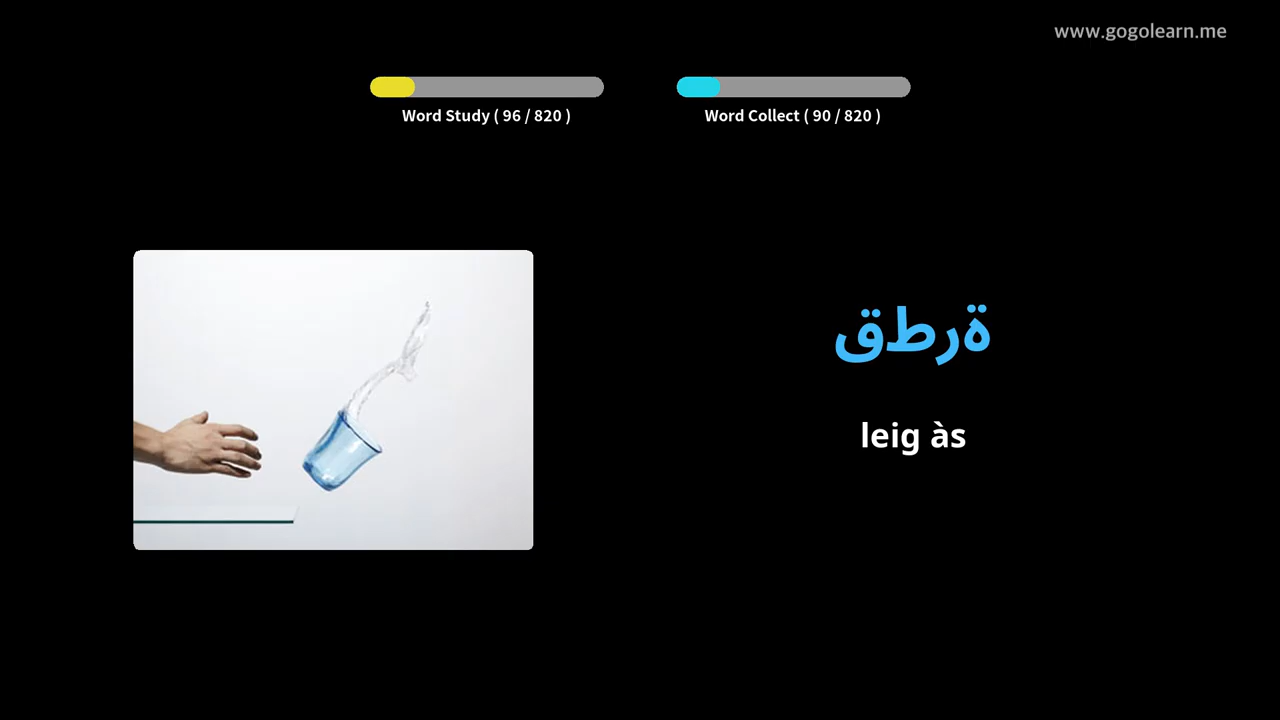 www.gogolearn.me
Word Study ( 96 / 820 )
Word Collect ( 90 / 820 )
ةرطق
leig às